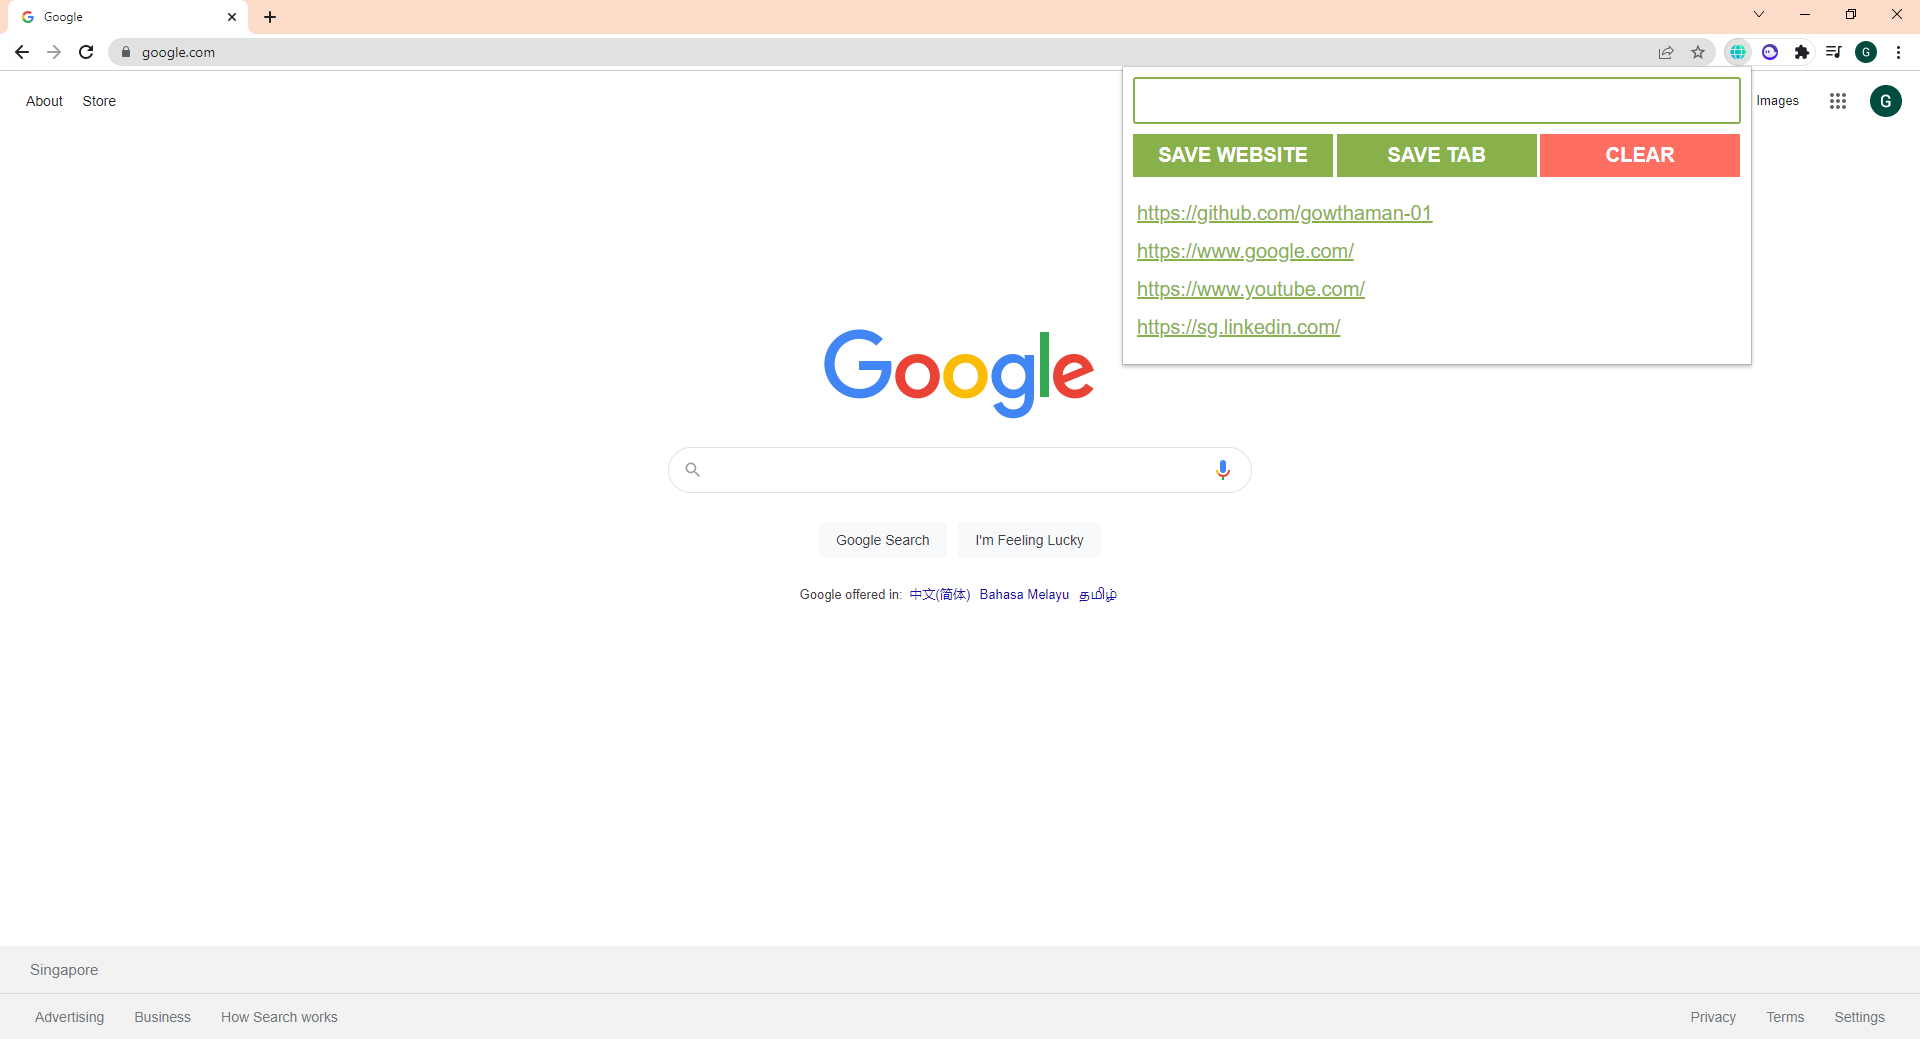 Google
google.com
G
About Store
Images
G
SAVE WEBSITE SAVE TAB CLEAR
https://github.com/gowthaman-01
https://www.google.com/
https://www.youtube.com/
https://sg.linkedin.com/
Google
Google Search I'm Feeling Lucky
Google offered in: 中文(简体) Bahasa Melayu தமிழ்
Singapore
Advertising Business How Search works Privacy Terms Settings